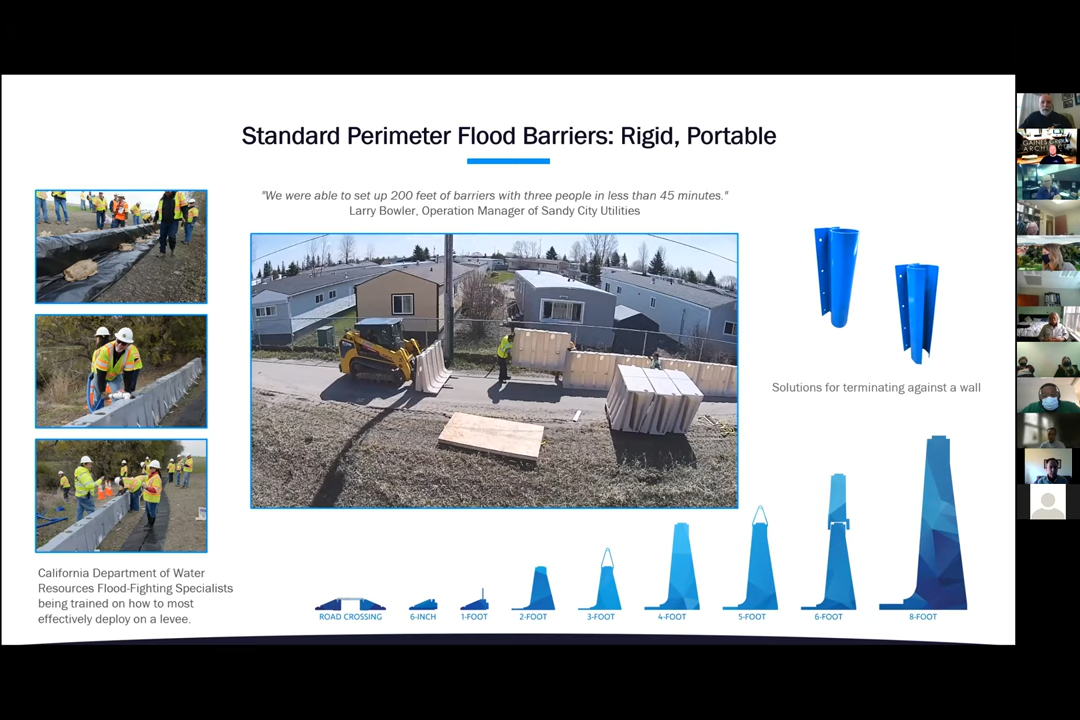 Standard Perimeter Flood Barriers: Rigid, Portable
"We were able to set up 200 feet of barriers with three people in less than 45 minutes."
Larry Bowler, Operation Manager of Sandy City Utilities
Solutions for terminating against a wall
California Department of Water
Resources Flood-Fighting Specialists
being trained on how to most
effectively deploy on a levee.
ROAD CROSSING
6-INCH
1-FOOT
2-FOOT
3-FOOT
4-FOOT
5-FOOT
6-FOOT
8-FOOT